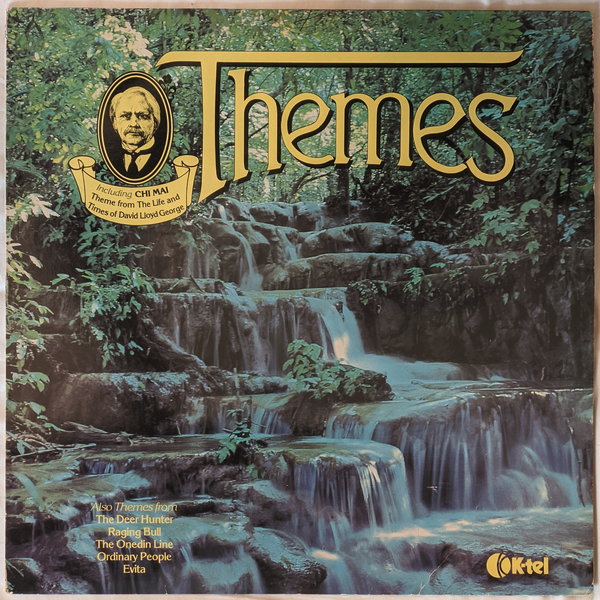 Themes
Including CHI MAI
Theme from The Life and
Times of David Lloyd George
Also Themes from
The Deer Hunter
Raging Bull
The Onedin Line
Ordinary People
Evita
K-tel